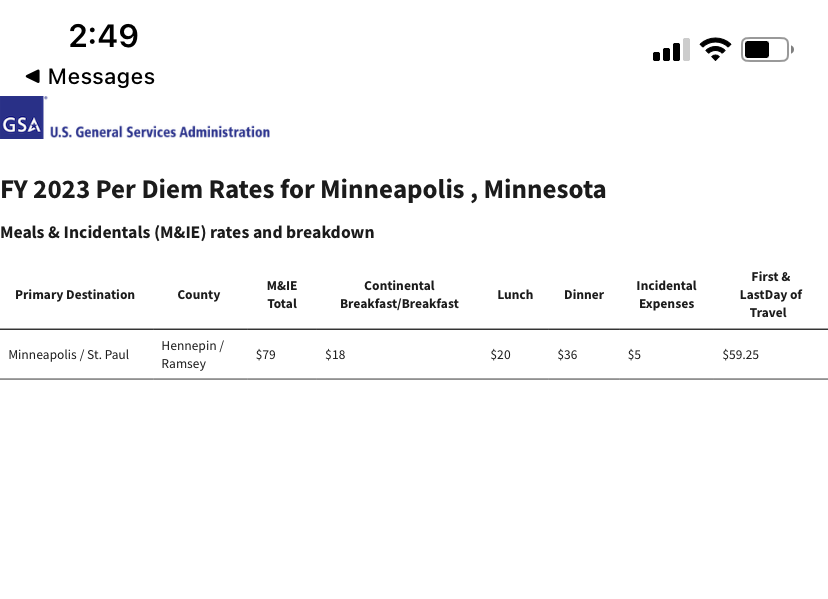 2:49
◀ Messages
GSA U.S. General Services Administration
FY 2023 Per Diem Rates for Minneapolis , Minnesota
Meals & Incidentals (M&IE) rates and breakdown
Primary Destination County M&IE Total Continental Breakfast/Breakfast Lunch Dinner Incidental Expenses First & LastDay of Travel
Minneapolis / St. Paul Hennepin / Ramsey $79 $18 $20 $36 $5 $59.25